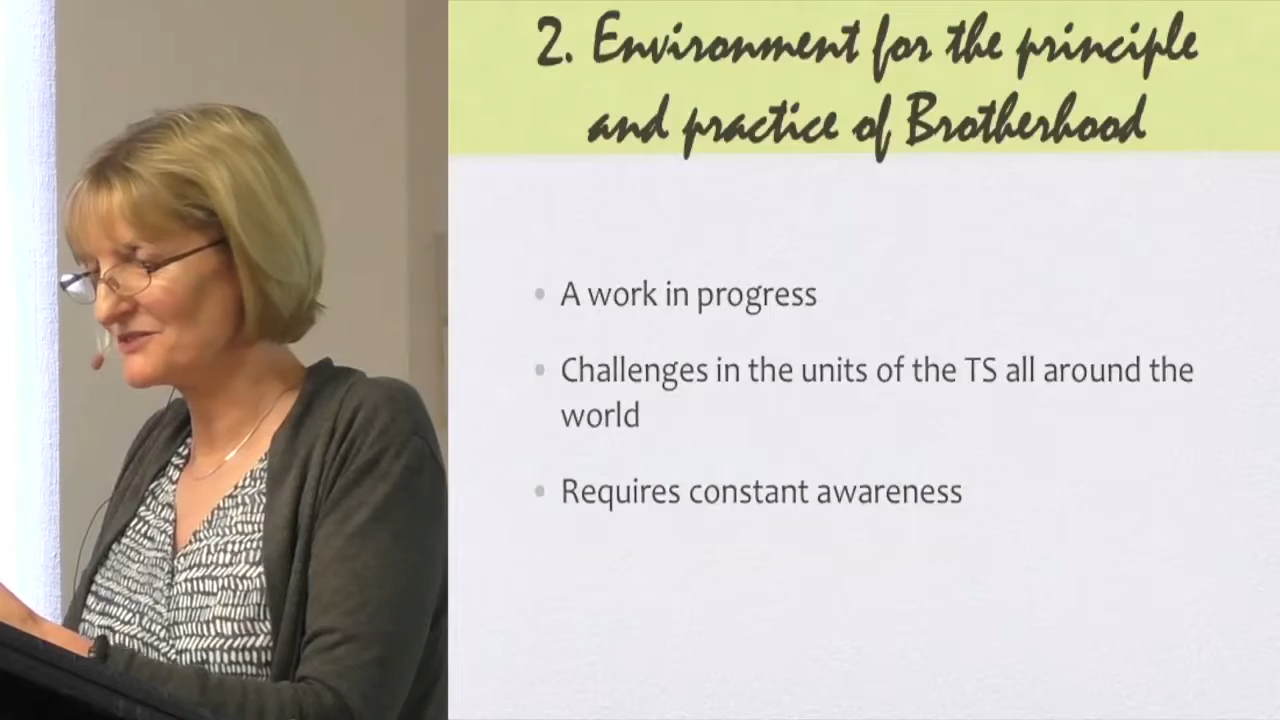 2. Environment for the principle
and practice of Brotherhood
• A work in progress
• Challenges in the units of the TS all around the
world
• Requires constant awareness